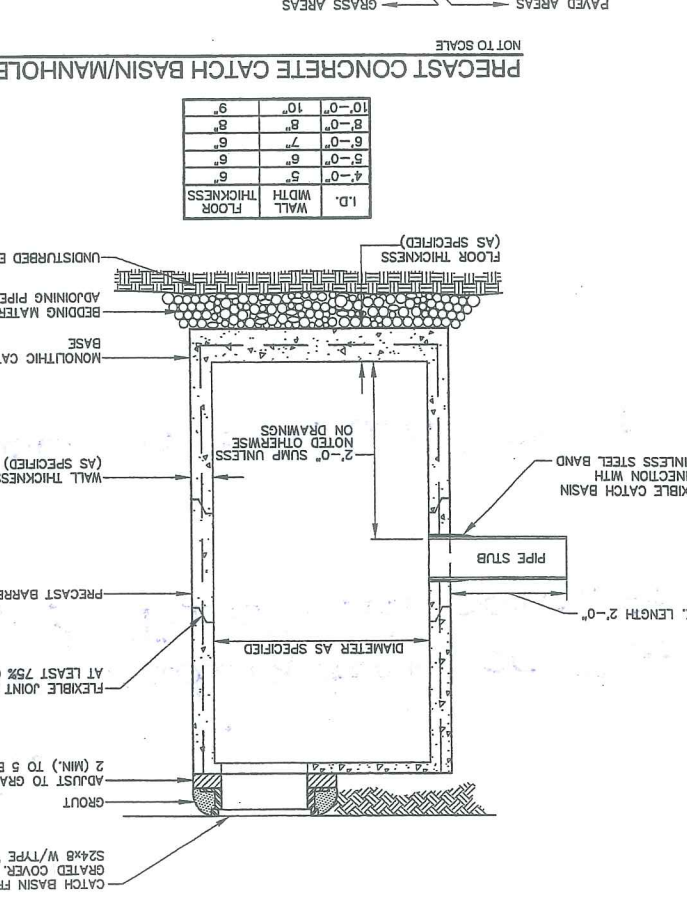 CATCH BASIN FR
GRATED COVER.
S24x8 W/TYPE
GROUT
ADJUST TO GRA
2 (MIN.) TO 5 B
FLEXIBLE JOINT
AT LEAST 75%
DIAMETER AS SPECIFIED
. LENGTH 2'-0"
PRECAST BARRE
PIPE STUB
XIBLE CATCH BASIN
NECTION WITH
INLESS STEEL BAND
WALL THICKNESS
(AS SPECIFIED)
2'-0" SUMP UNLESS
NOTED OTHERWISE
ON DRAWINGS
MONOLITHIC CA
BASE
BEDDING MATER
ADJOINING PIPE
UNDISTURBED E
FLOOR THICKNESS
(AS SPECIFIED)
I.D. WALL WIDTH FLOOR THICKNESS
4'-0" 5" 6"
5'-0" 6" 6"
6'-0" 7" 6"
8'-0" 8" 8"
10'-0" 10" 9"
PRECAST CONCRETE CATCH BASIN/MANHOLE
NOT TO SCALE
PAVED AREAS GRASS AREAS